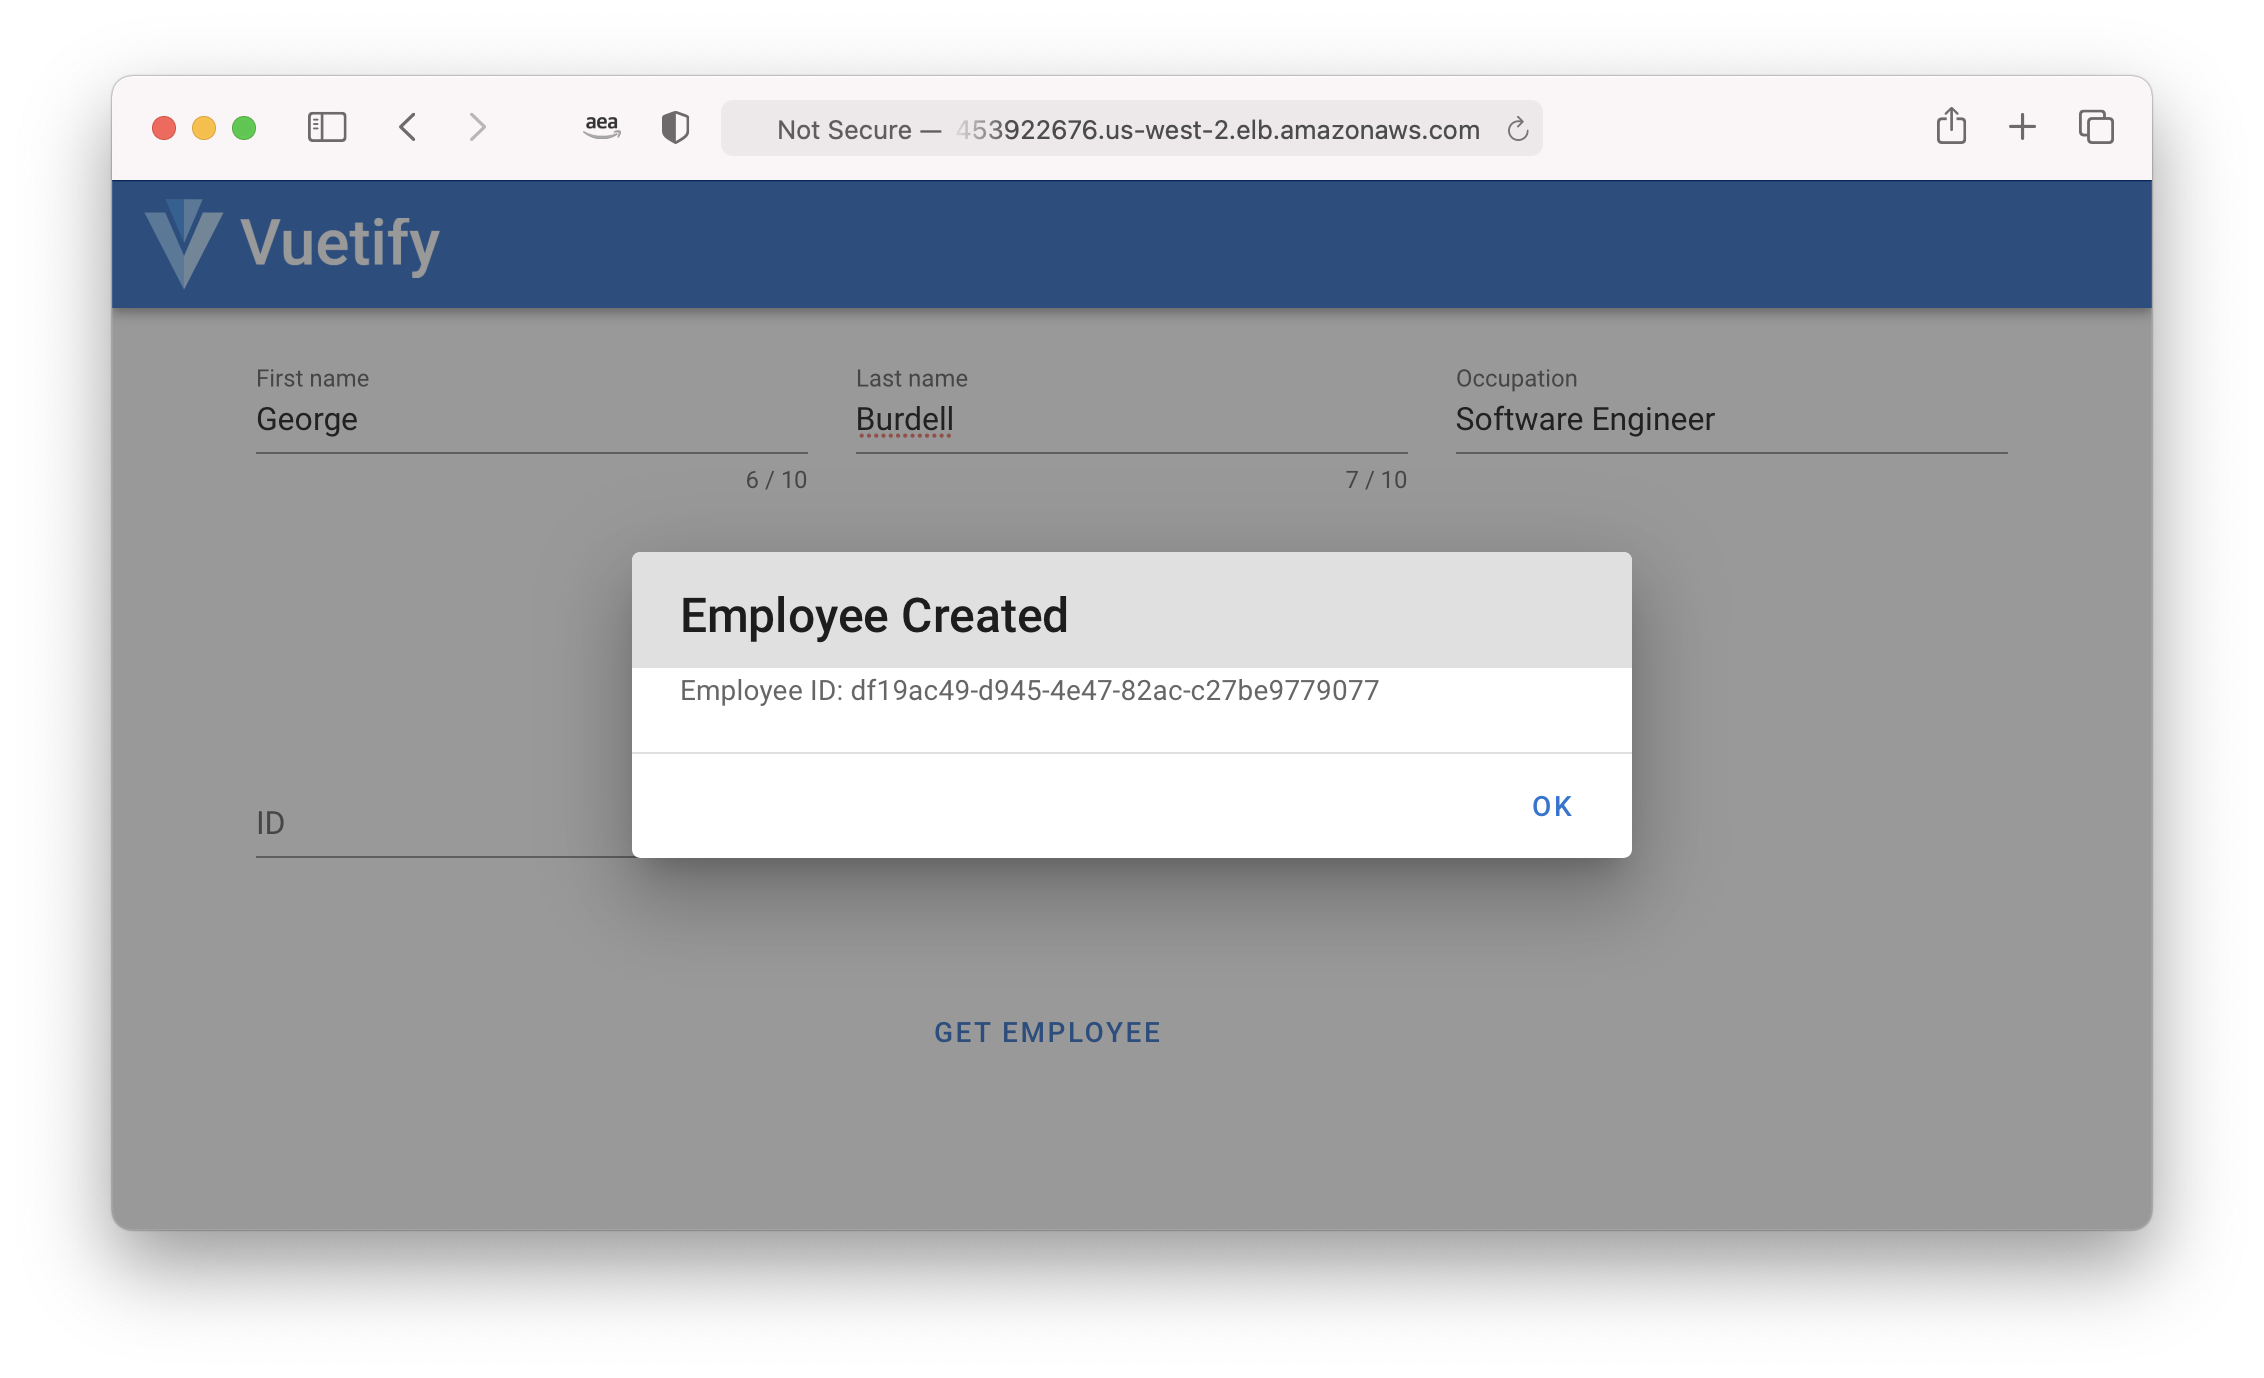 aea
Not Secure — 453922676.us-west-2.elb.amazonaws.com
Vuetify
First name
George
6 / 10
Last name
Burdell
7 / 10
Occupation
Software Engineer
Employee Created
Employee ID: df19ac49-d945-4e47-82ac-c27be9779077
OK
ID
GET EMPLOYEE